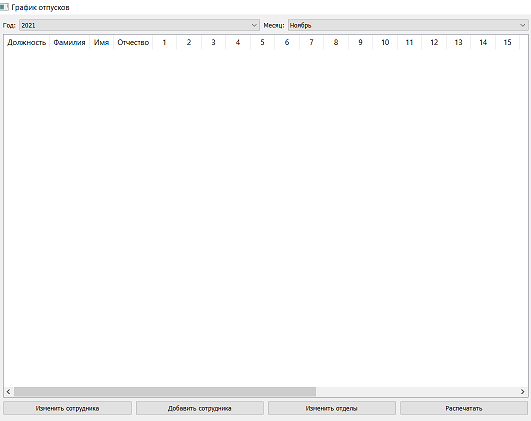 График отпусков
Год: 2021 Месяц: Ноябрь
Должность Фамилия Имя Отчество 1 2 3 4 5 6 7 8 9 10 11 12 13 14 15
Изменить сотрудника Добавить сотрудника Изменить отделы Распечатать